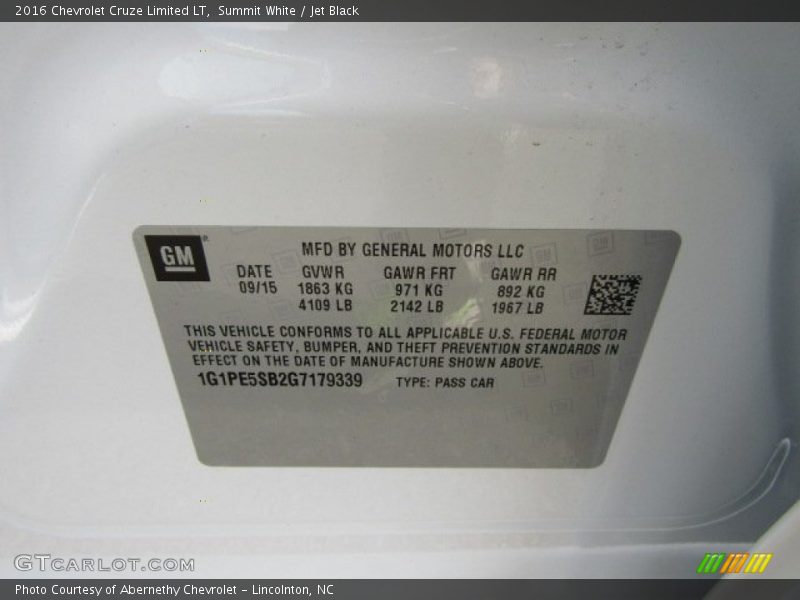 2016 Chevrolet Cruze Limited LT, Summit White / Jet Black
GM
MFD BY GENERAL MOTORS LLC
DATE GVWR GAWR FRT GAWR RR
09/15 1863 KG 971 KG 892 KG
4109 LB 2142 LB 1967 LB
THIS VEHICLE CONFORMS TO ALL APPLICABLE U.S. FEDERAL MOTOR
VEHICLE SAFETY, BUMPER, AND THEFT PREVENTION STANDARDS IN
EFFECT ON THE DATE OF MANUFACTURE SHOWN ABOVE.
1G1PE5SB2G7179339 TYPE: PASS CAR
GTCARLOT.COM
Photo Courtesy of Abernethy Chevrolet - Lincolnton, NC